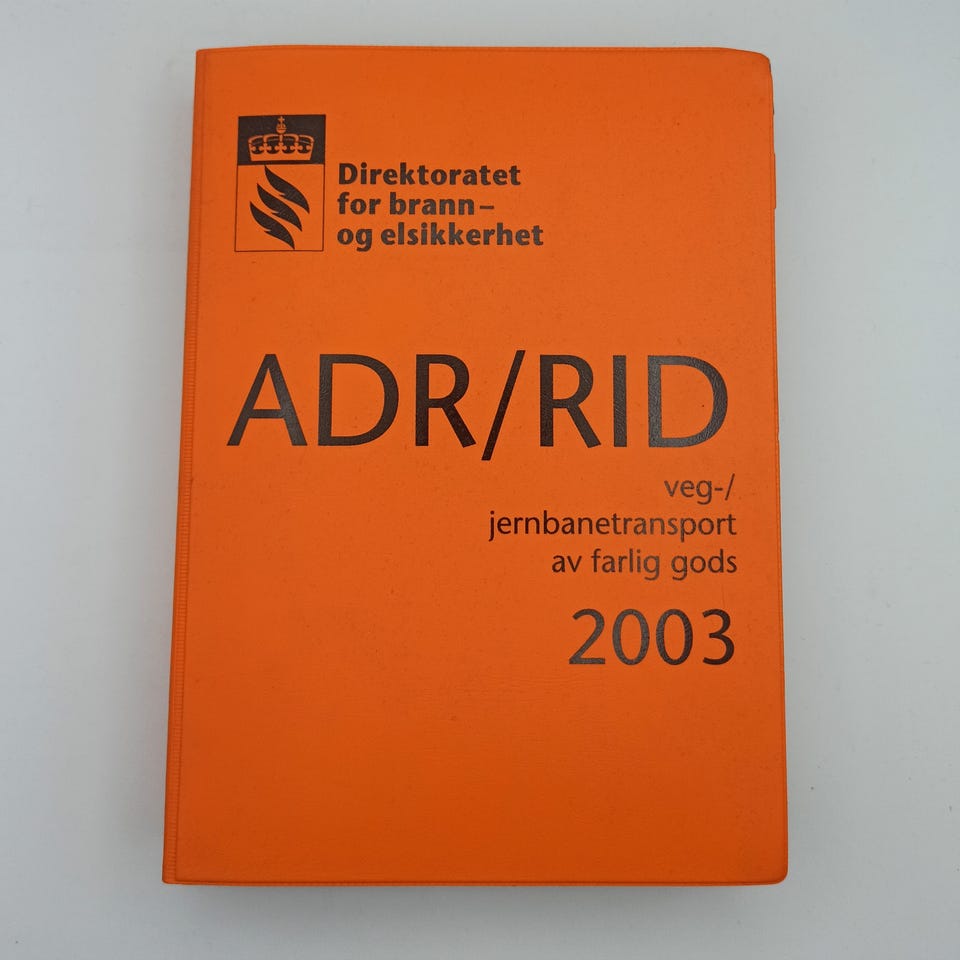 Direktoratet
for brann–
og elsikkerhet
ADR/RID
veg-/
jernbanetransport
av farlig gods
2003